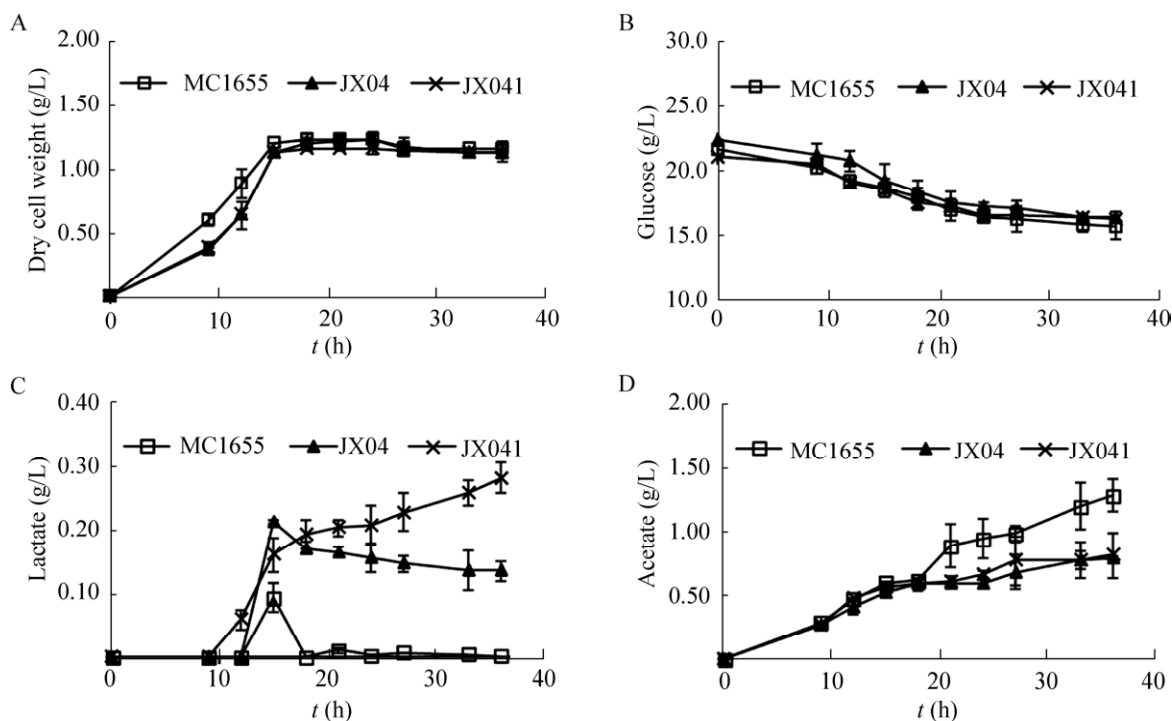 A
2.00
MC1655 JX04 JX041
1.50
1.00
0.50
0 10 20 30 40
Dry cell weight (g/L)
t (h)
B
30.0
MC1655 JX04 JX041
25.0
20.0
15.0
10.0
0 10 20 30 40
Glucose (g/L)
t (h)
C
0.40
MC1655 JX04 JX041
0.30
0.20
0.10
0 10 20 30 40
Lactate (g/L)
t (h)
D
2.00
MC1655 JX04 JX041
1.50
1.00
0.50
0 10 20 30 40
Acetate (g/L)
t (h)